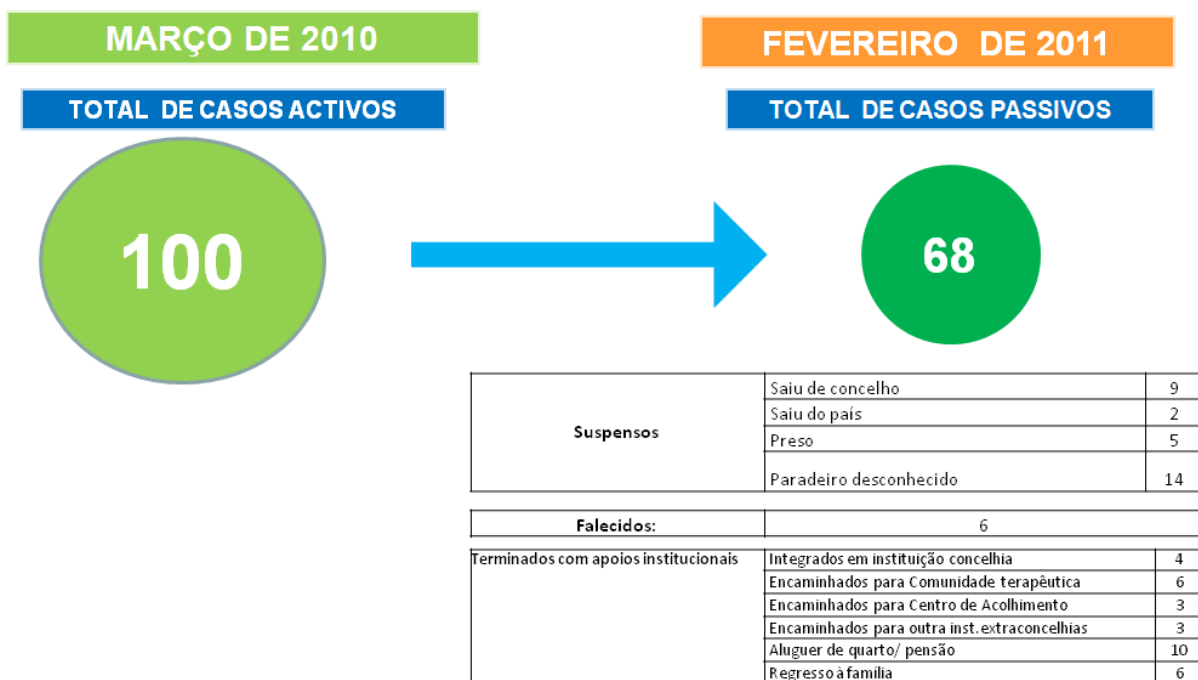 MARÇO DE 2010
FEVEREIRO DE 2011
TOTAL DE CASOS ACTIVOS
TOTAL DE CASOS PASSIVOS
100
68
Suspensos
Saiu de concelho 9
Saiu do país 2
Preso 5
Paradeiro desconhecido 14
Falecidos: 6
Terminados com apoios institucionais
Integrados em instituição concelhia 4
Encaminhados para Comunidade terapêutica 6
Encaminhados para Centro de Acolhimento 3
Encaminhados para outra inst.extraconcelhias 3
Aluguer de quarto/ pensão 10
Regresso à família 6